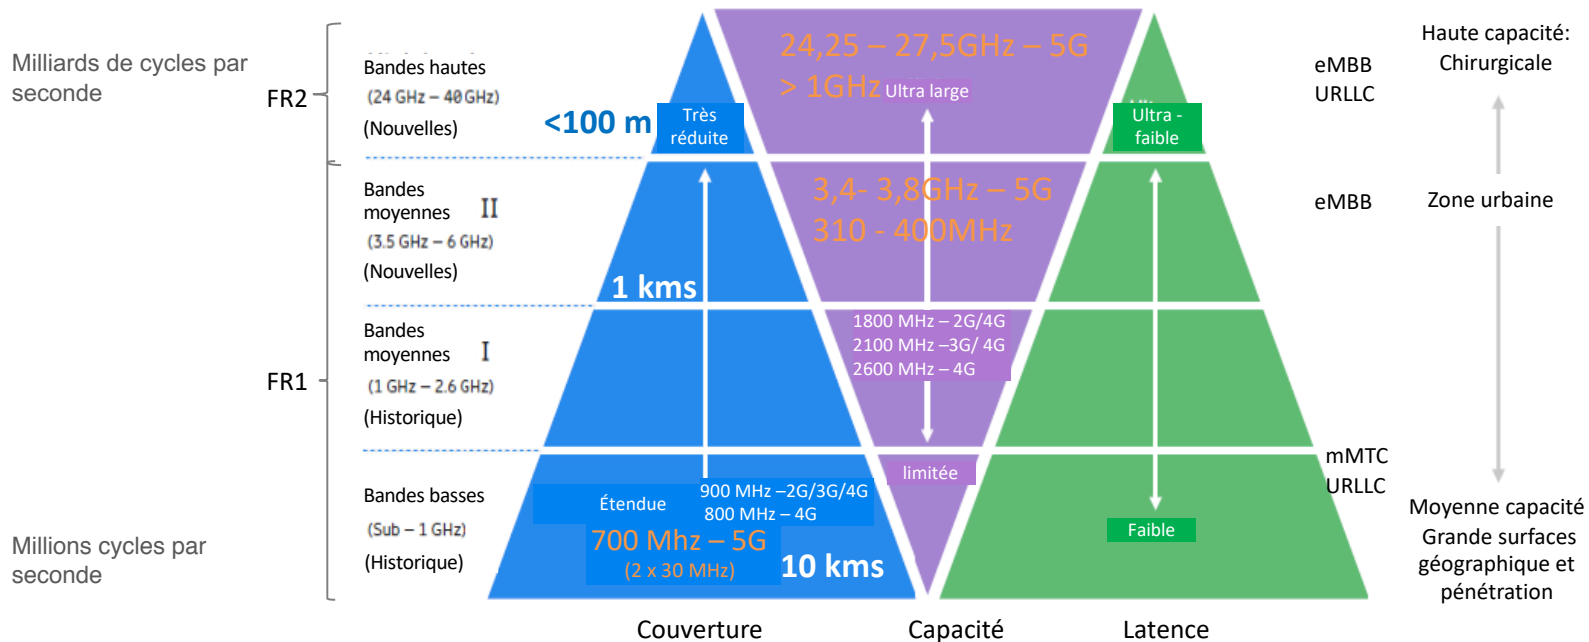 Milliards de cycles par
seconde
FR2
Bandes hautes
(24 GHz – 40 GHz)
(Nouvelles)
<100 m
Très
réduite
24,25 – 27,5GHz – 5G
> 1GHz
Ultra large
Ultra -
faible
eMBB
URLLC
Haute capacité:
Chirurgicale
Bandes
moyennes II
(3.5 GHz – 6 GHz)
(Nouvelles)
1 kms
3,4- 3,8GHz – 5G
310 - 400MHz
eMBB
Zone urbaine
FR1
Bandes
moyennes I
(1 GHz – 2.6 GHz)
(Historique)
1800 MHz – 2G/4G
2100 MHz –3G/ 4G
2600 MHz – 4G
Millions cycles par
seconde
Bandes basses
(Sub – 1 GHz)
(Historique)
Étendue
900 MHz –2G/3G/4G
800 MHz – 4G
700 Mhz – 5G
(2 x 30 MHz)
10 kms
limitée
Faible
mMTC
URLLC
Moyenne capacité
Grande surfaces
géographique et
pénétration
Couverture
Capacité
Latence